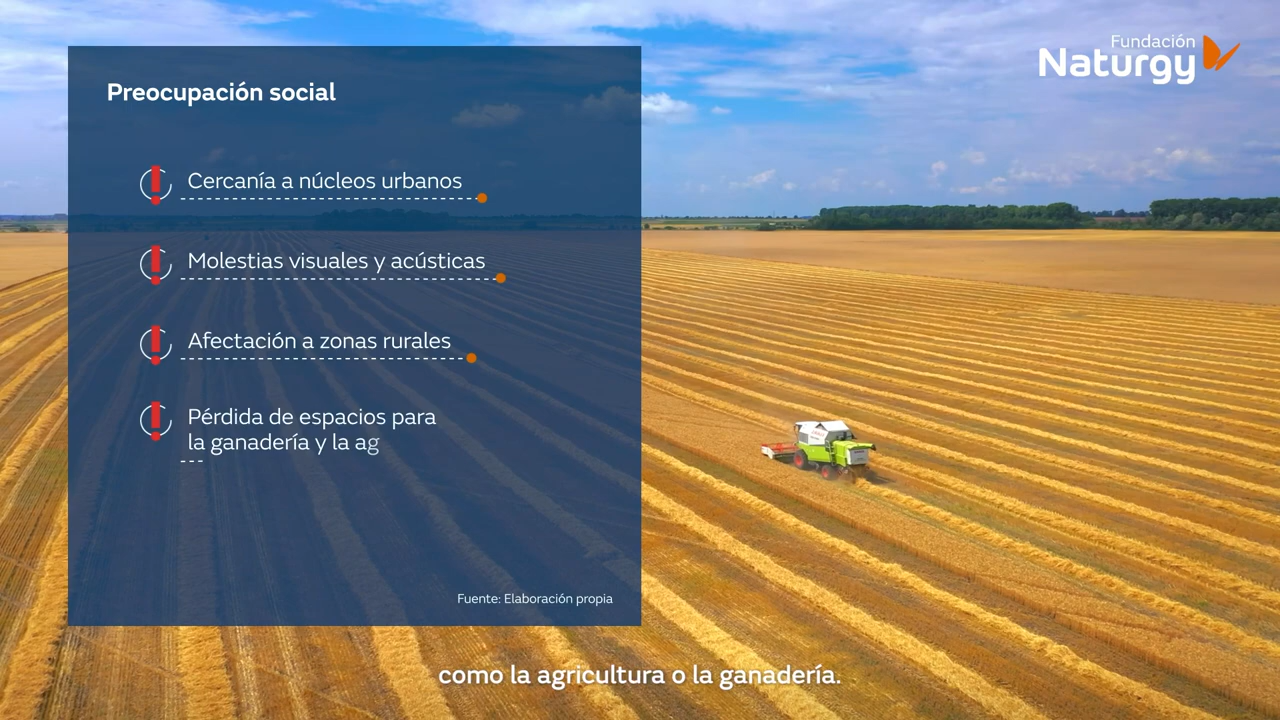 Fundación
Naturgy
Preocupación social
Cercanía a núcleos urbanos
Molestias visuales y acústicas
Afectación a zonas rurales
Pérdida de espacios para
la ganadería y la ag
Fuente: Elaboración propia
como la agricultura o la ganadería.